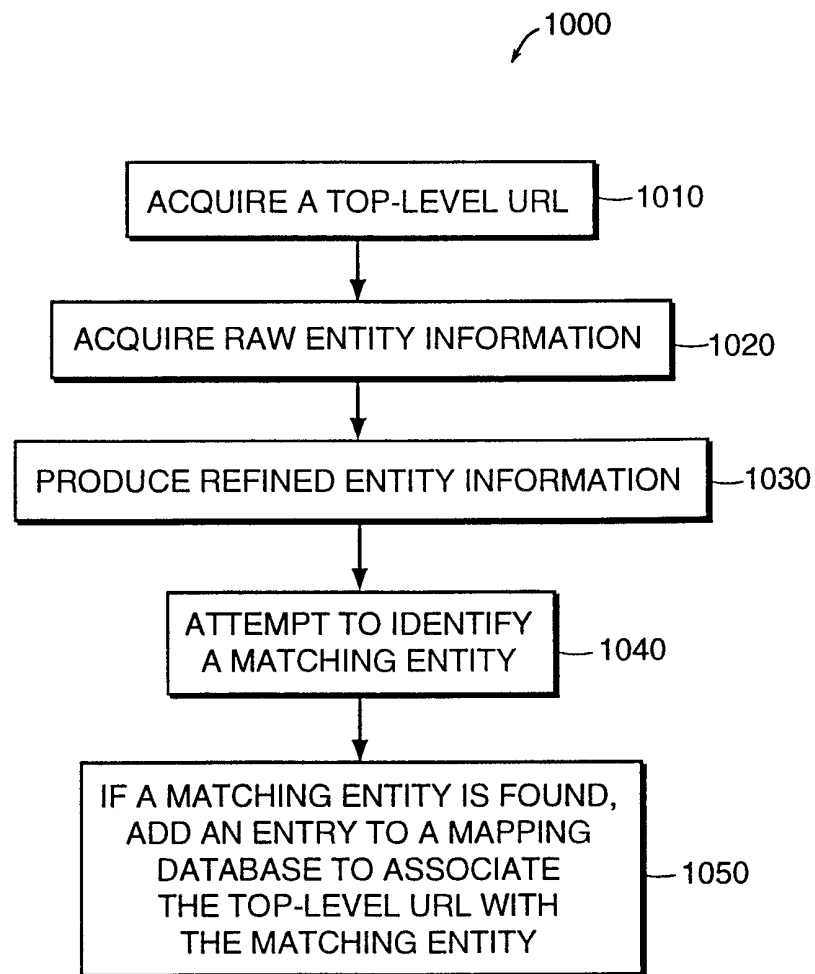 1000
ACQUIRE A TOP-LEVEL URL
1010
ACQUIRE RAW ENTITY INFORMATION
1020
PRODUCE REFINED ENTITY INFORMATION
1030
ATTEMPT TO IDENTIFY
A MATCHING ENTITY
1040
IF A MATCHING ENTITY IS FOUND,
ADD AN ENTRY TO A MAPPING
DATABASE TO ASSOCIATE
THE TOP-LEVEL URL WITH
THE MATCHING ENTITY
1050